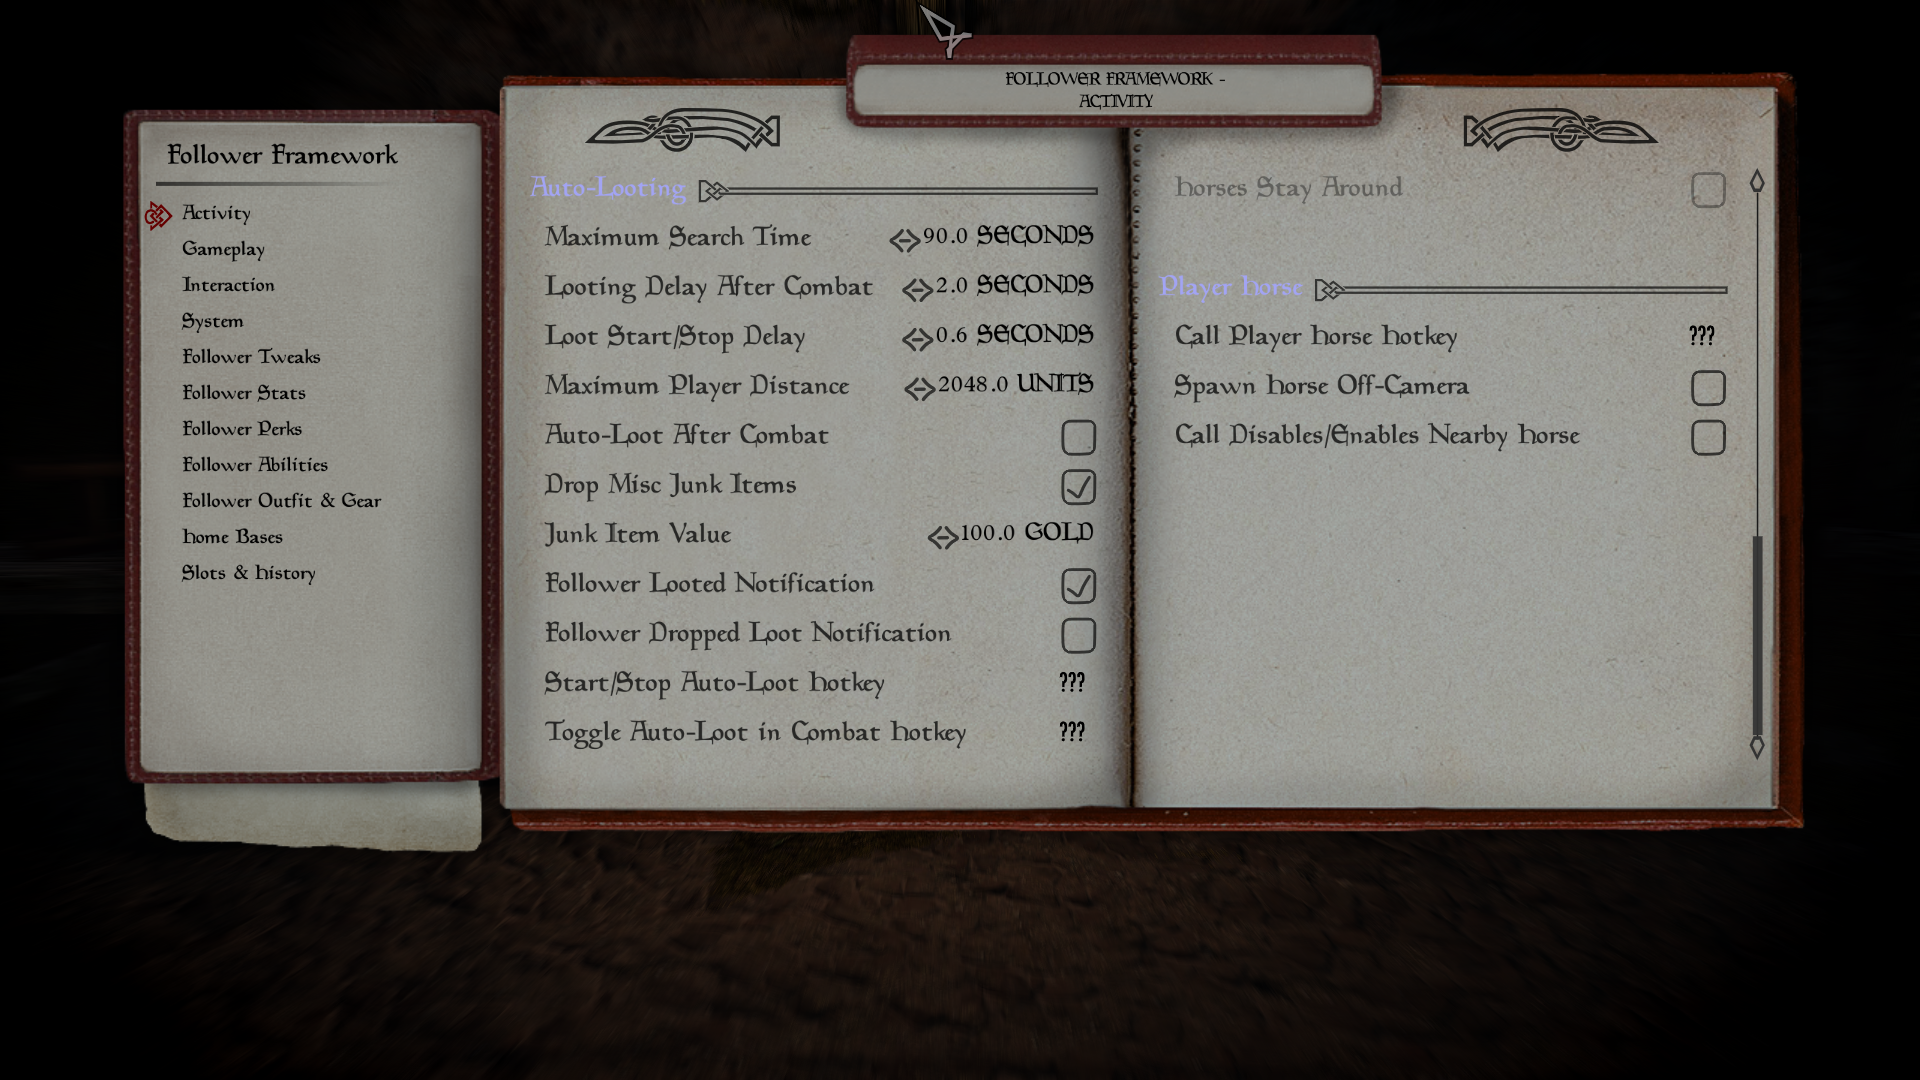 FOLLOWER FRAMEWORK -
ACTIVITY
Follower Framework
Activity
Gameplay
Interaction
System
Follower Tweaks
Follower Stats
Follower Perks
Follower Abilities
Follower Outfit & Gear
Home Bases
Slots & History
Auto-Looting
Maximum Search Time 90.0 SECONDS
Looting Delay After Combat 2.0 SECONDS
Loot Start/Stop Delay 0.6 SECONDS
Maximum Player Distance 2048.0 UNITS
Auto-Loot After Combat
Drop Misc Junk Items
Junk Item Value 100.0 GOLD
Follower Looted Notification
Follower Dropped Loot Notification
Start/Stop Auto-Loot Hotkey ???
Toggle Auto-Loot in Combat Hotkey ???
Horses Stay Around
Player Horse
Call Player Horse Hotkey ???
Spawn Horse Off-Camera
Call Disables/Enables Nearby Horse